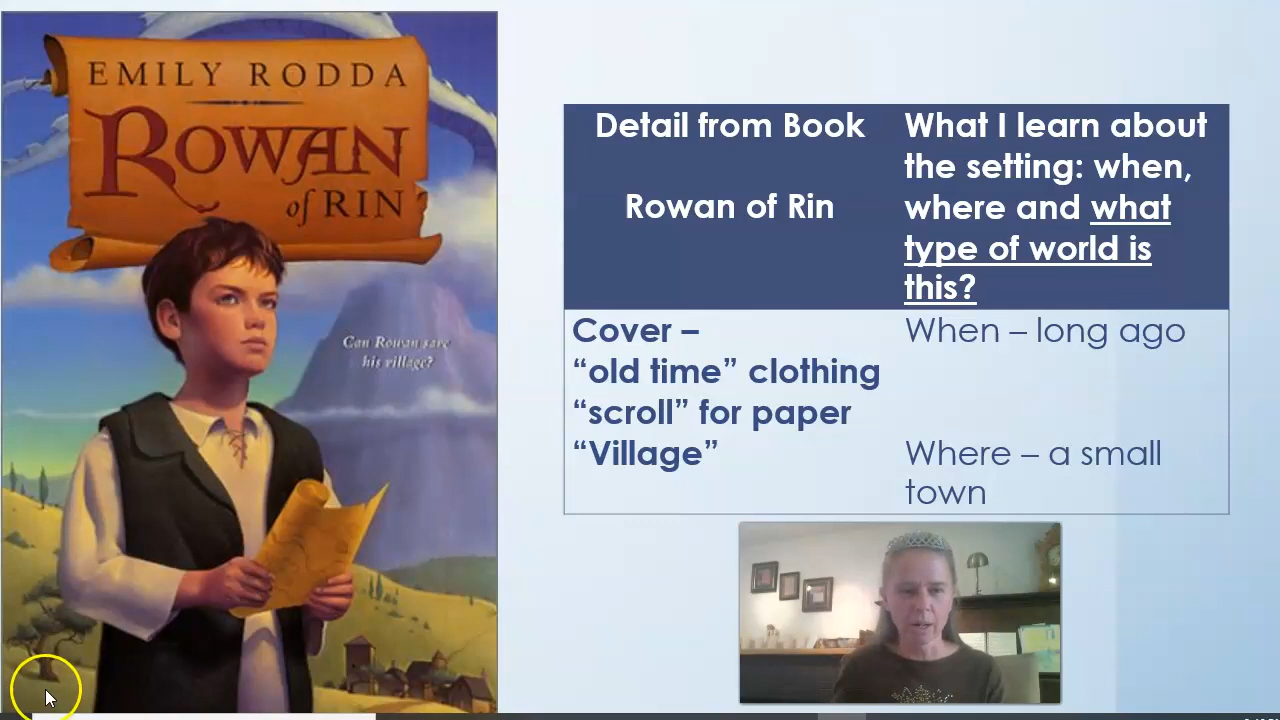 EMILY RODDA
ROWAN
of RIN
Can Rowan save
his village?
Detail from Book
Rowan of Rin
What I learn about
the setting: when,
where and what
type of world is
this?
Cover –
“old time” clothing
“scroll” for paper
“Village”
When – long ago
Where – a small
town